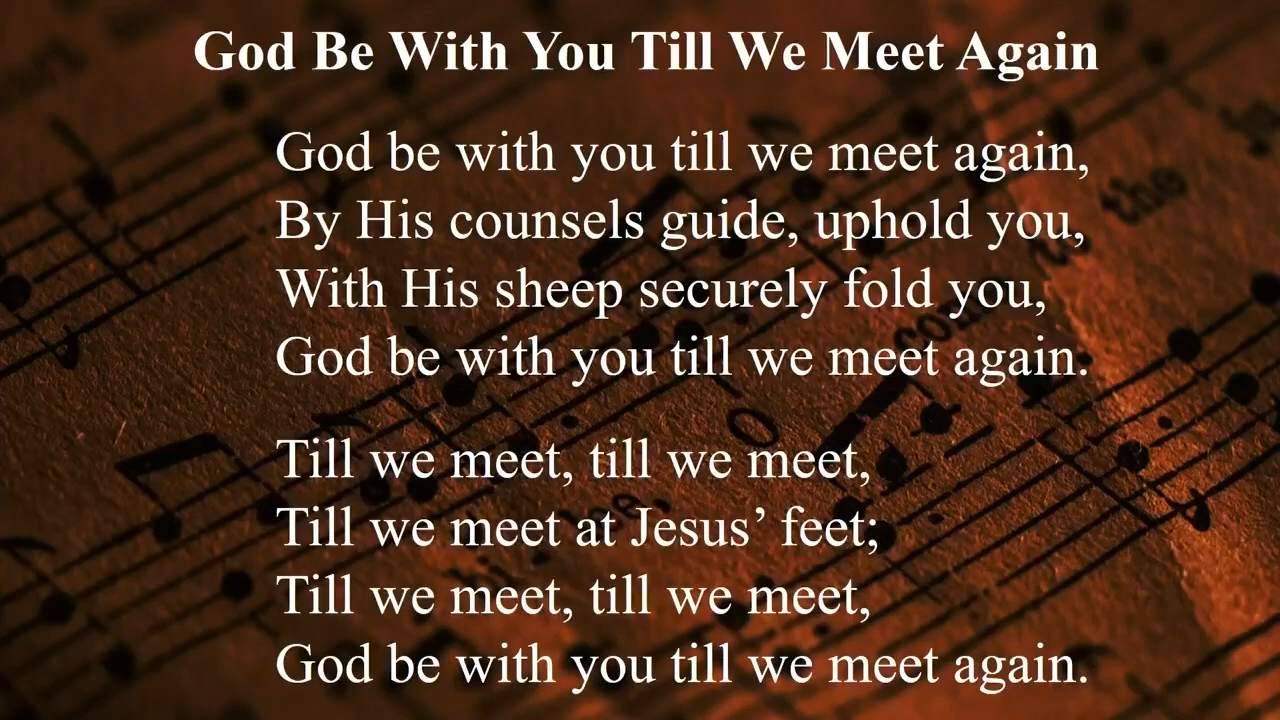 God Be With You Till We Meet Again
God be with you till we meet again,
By His counsels guide, uphold you,
With His sheep securely fold you,
God be with you till we meet again.
Till we meet, till we meet,
Till we meet at Jesus’ feet;
Till we meet, till we meet,
God be with you till we meet again.
the